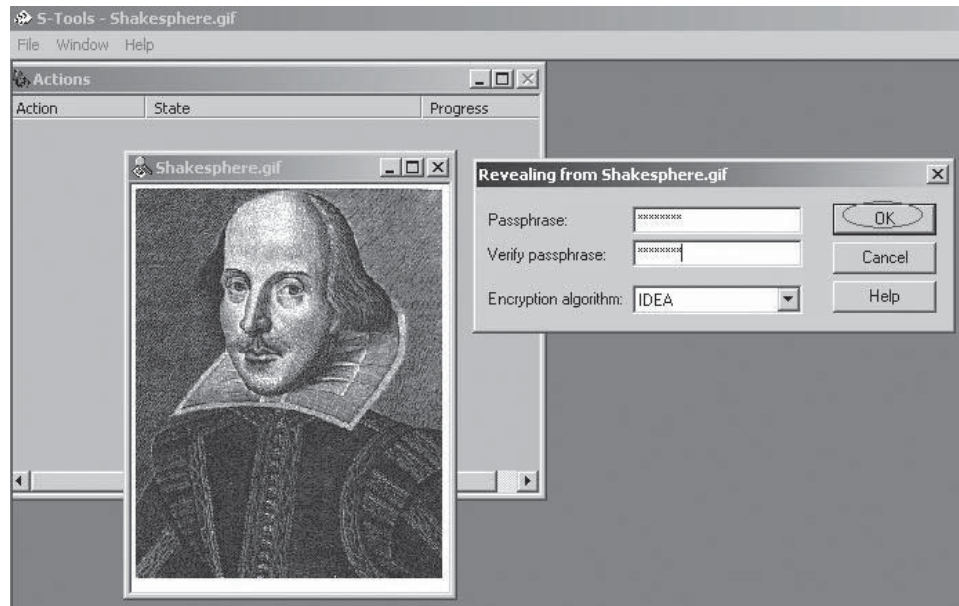 S-Tools - Shakesphere.gif
File Window Help
Actions
Action State Progress
Shakesphere.gif
Revealing from Shakesphere.gif
Passphrase: ********
OK
Verify passphrase: ********
Cancel
Encryption algorithm: IDEA
Help